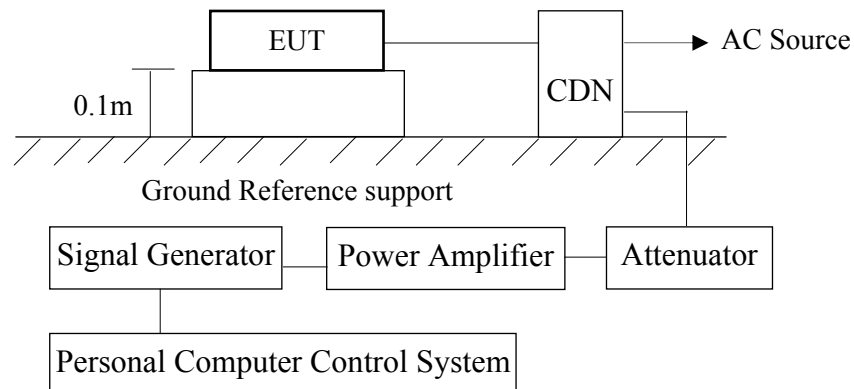 EUT
AC Source
CDN
0.1m
Ground Reference support
Signal Generator
Power Amplifier
Attenuator
Personal Computer Control System